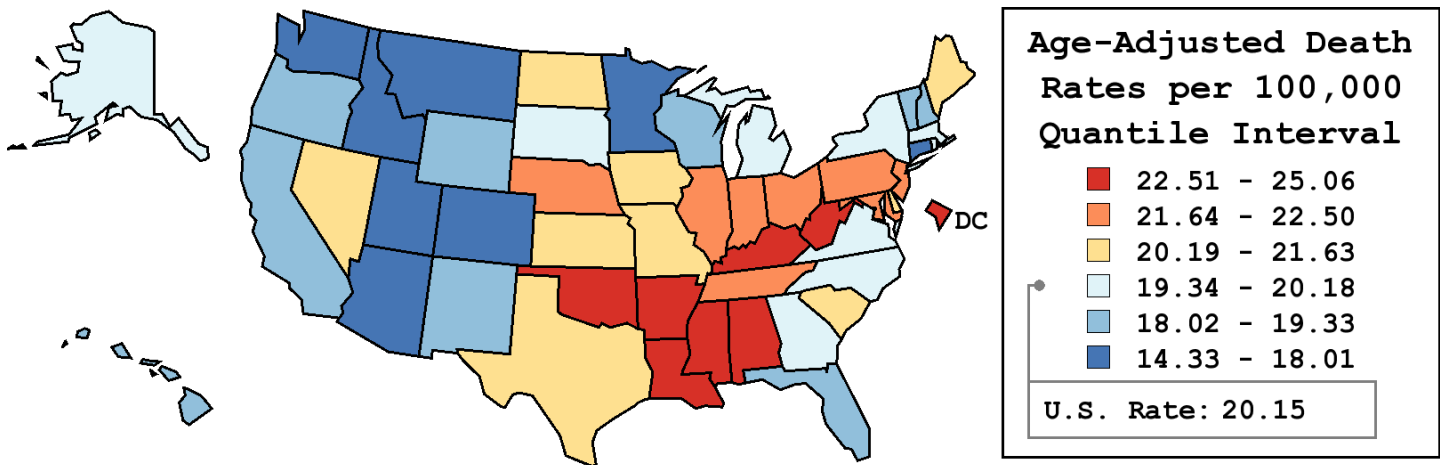 Age-Adjusted Death
Rates per 100,000
Quantile Interval
22.51 - 25.06
21.64 - 22.50
20.19 - 21.63
19.34 - 20.18
18.02 - 19.33
14.33 - 18.01
U.S. Rate: 20.15
DC